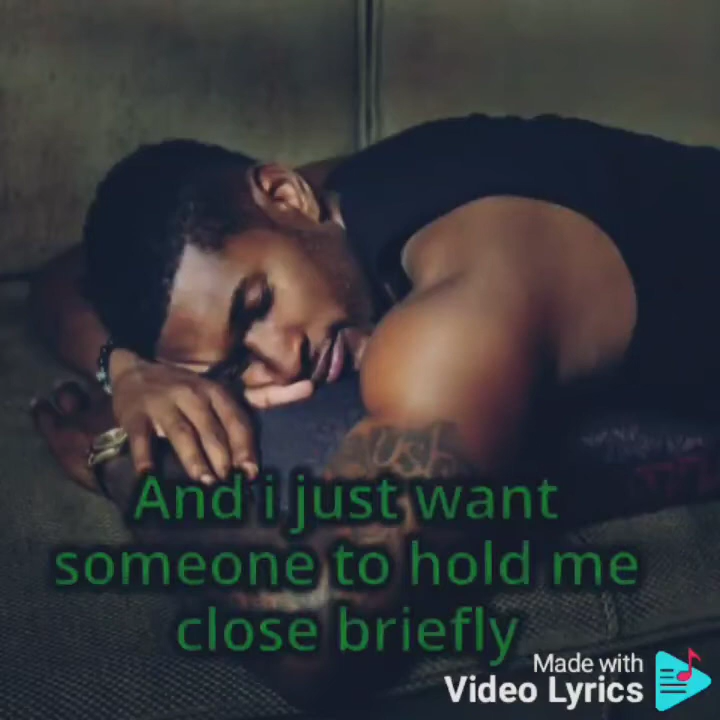 And i just want
someone to hold me
close briefly
Made with
Video Lyrics